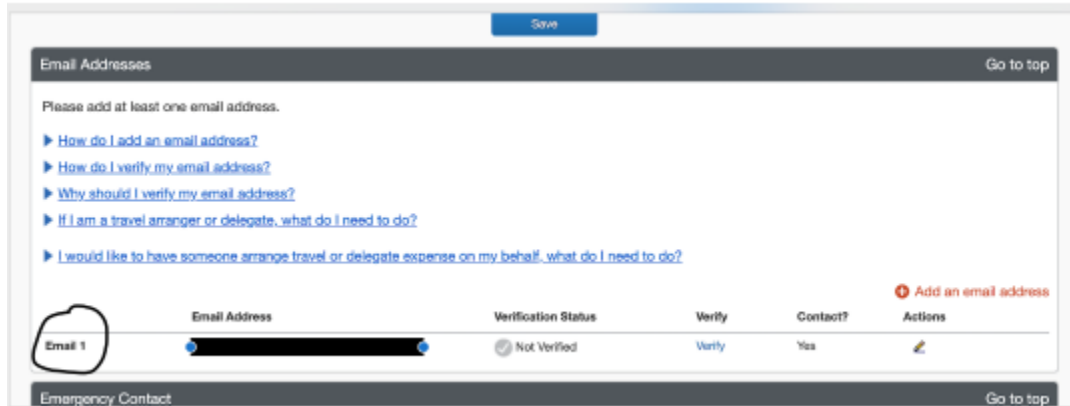 Save
Email Addresses Go to top
Please add at least one email address.
How do I add an email address?
How do I verify my email address?
Why should I verify my email address?
If I am a travel arranger or delegate, what do I need to do?
I would like to have someone arrange travel or delegate expense on my behalf, what do I need to do?
Add an email address
Email Address Verification Status Verify Contact? Actions
Email 1 Not Verified Verify Yes
Emergency Contact Go to top